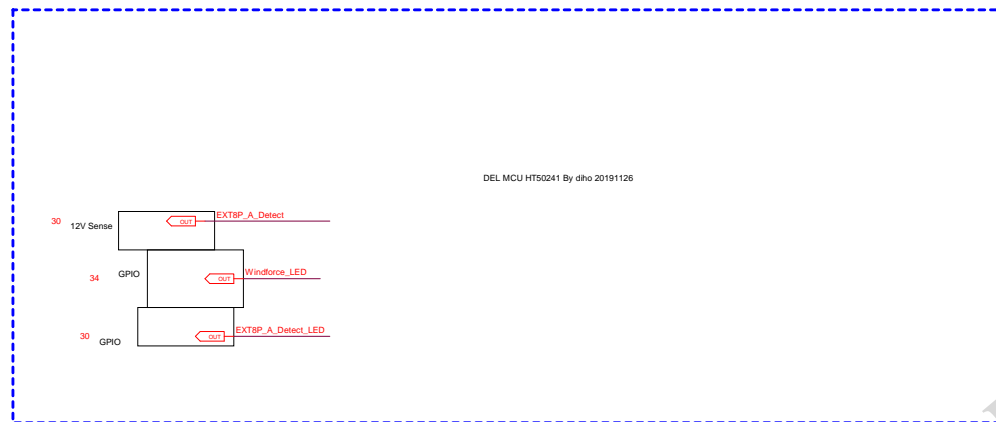 DEL MCU HT50241 By diho 20191126
30 12V Sense OUT EXT8P_A_Detect
34 GPIO OUT Windforce_LED
30 GPIO OUT EXT8P_A_Detect_LED